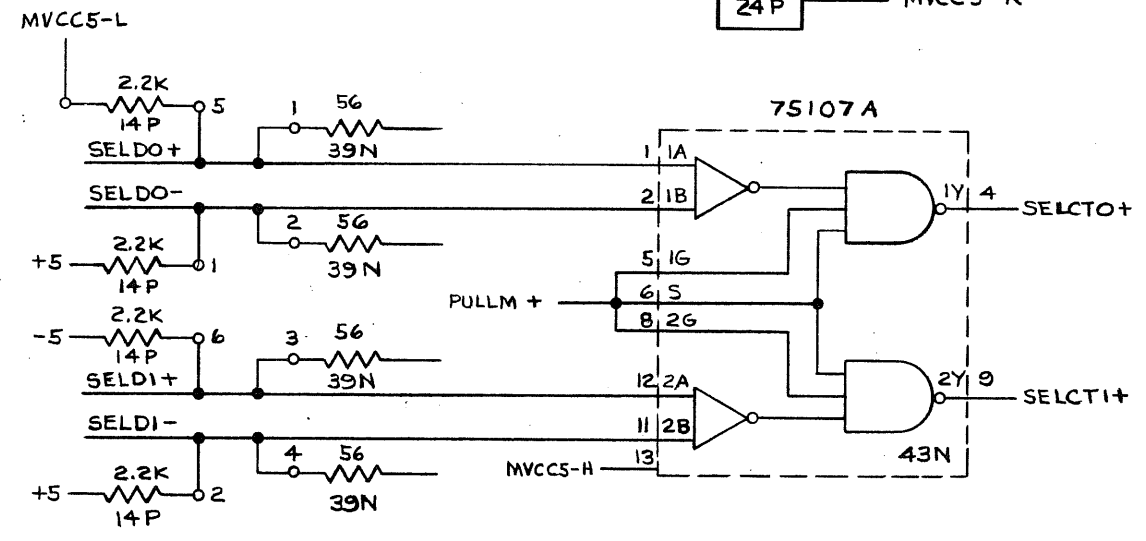 24P
MVCC5-L
2.2K
5
14P
1
56
39N
75107A
SELD0+
1
1A
SELD0-
2
1B
1Y
4
SELCT0+
2.2K
2
56
+5
1
39N
14P
5
1G
2.2K
PULLM +
6
S
-5
6
8
2G
14P
3
56
39N
SELD1+
12
2A
2Y
9
SELCT1+
SELD1-
11
2B
4
56
43N
2.2K
MVCC5-H
13
+5
2
39N
14P